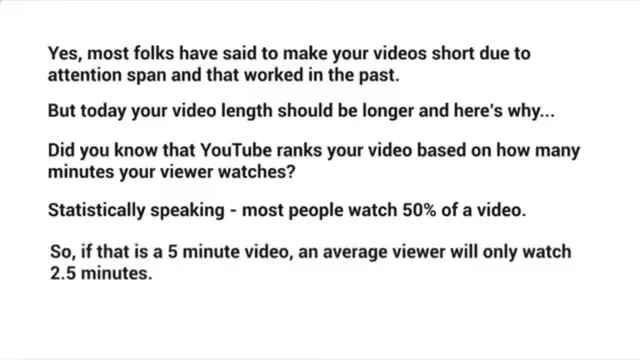 Yes, most folks have said to make your videos short due to
attention span and that worked in the past.
But today your video length should be longer and here's why...
Did you know that YouTube ranks your video based on how many
minutes your viewer watches?
Statistically speaking - most people watch 50% of a video.
So, if that is a 5 minute video, an average viewer will only watch
2.5 minutes.